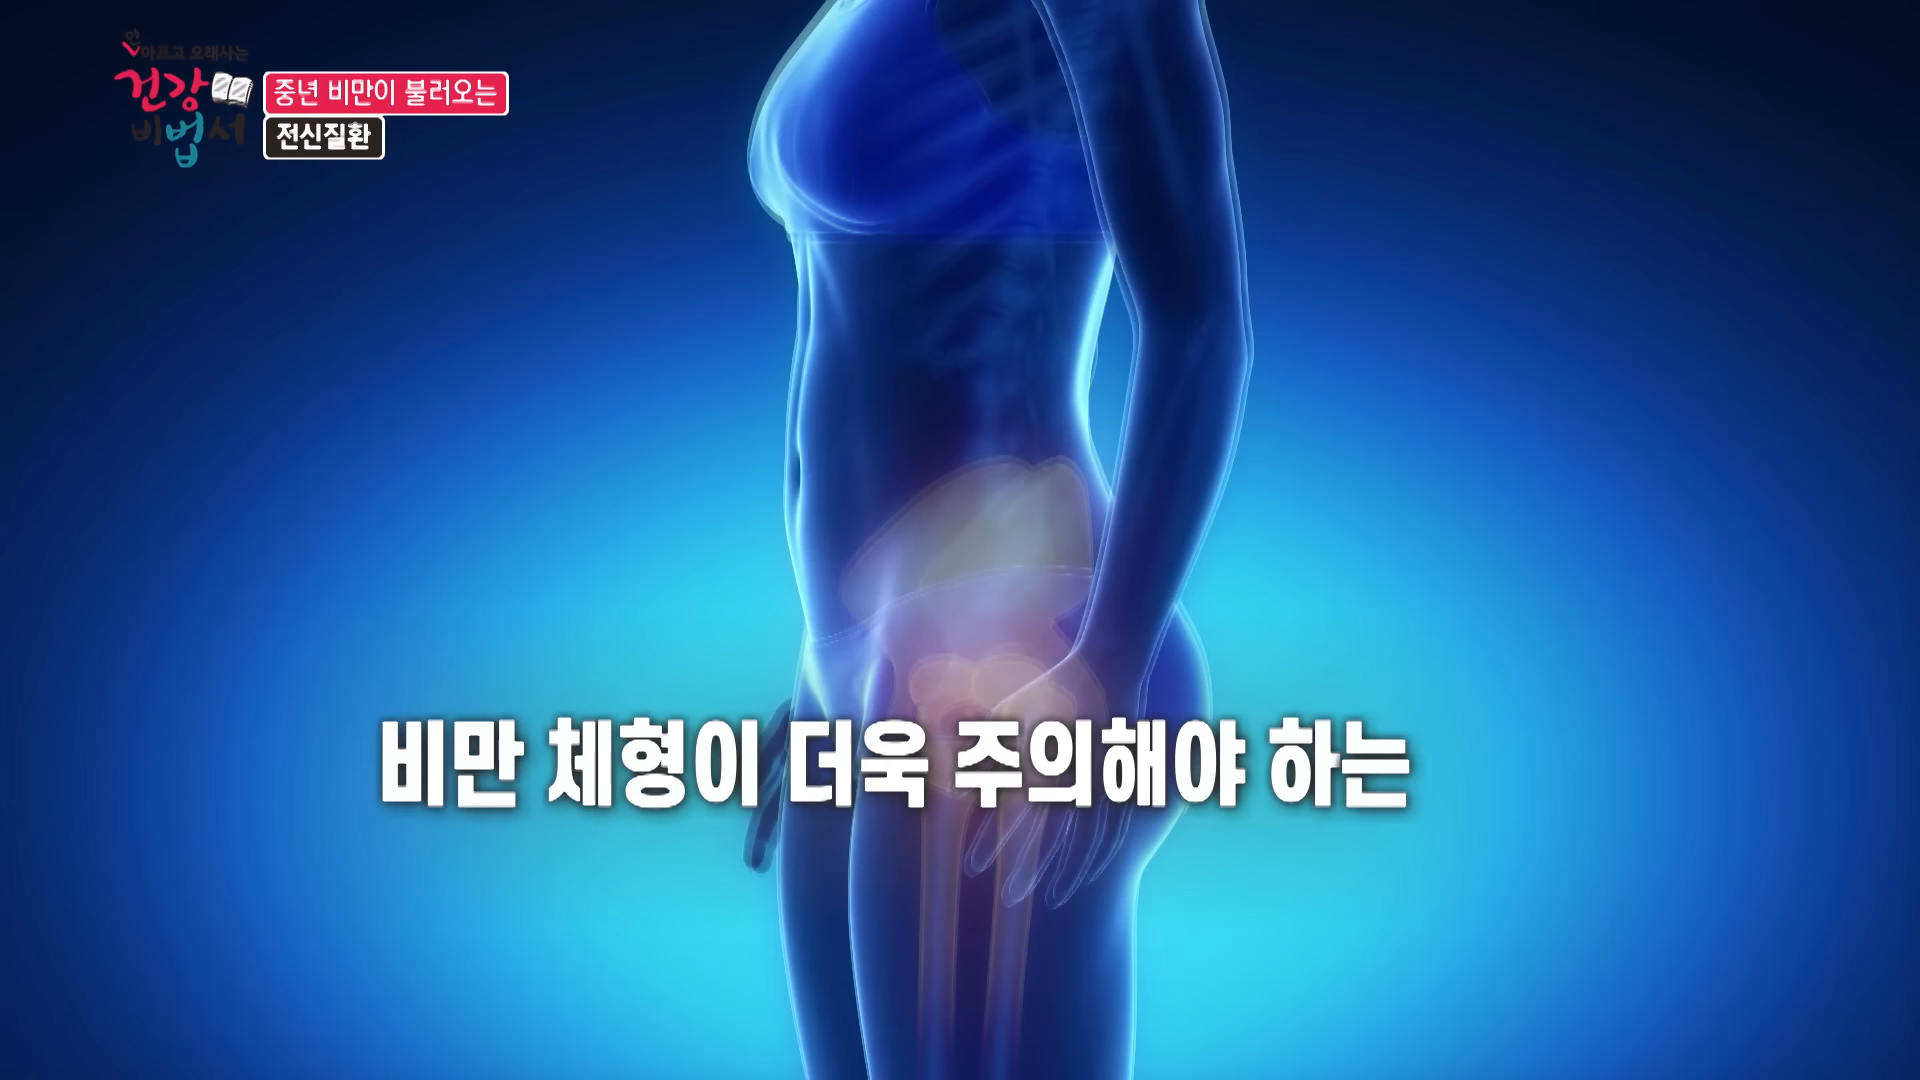 안
아프고 오래사는
건강
비법서
중년 비만이 불러오는
전신질환
비만 체형이 더욱 주의해야 하는